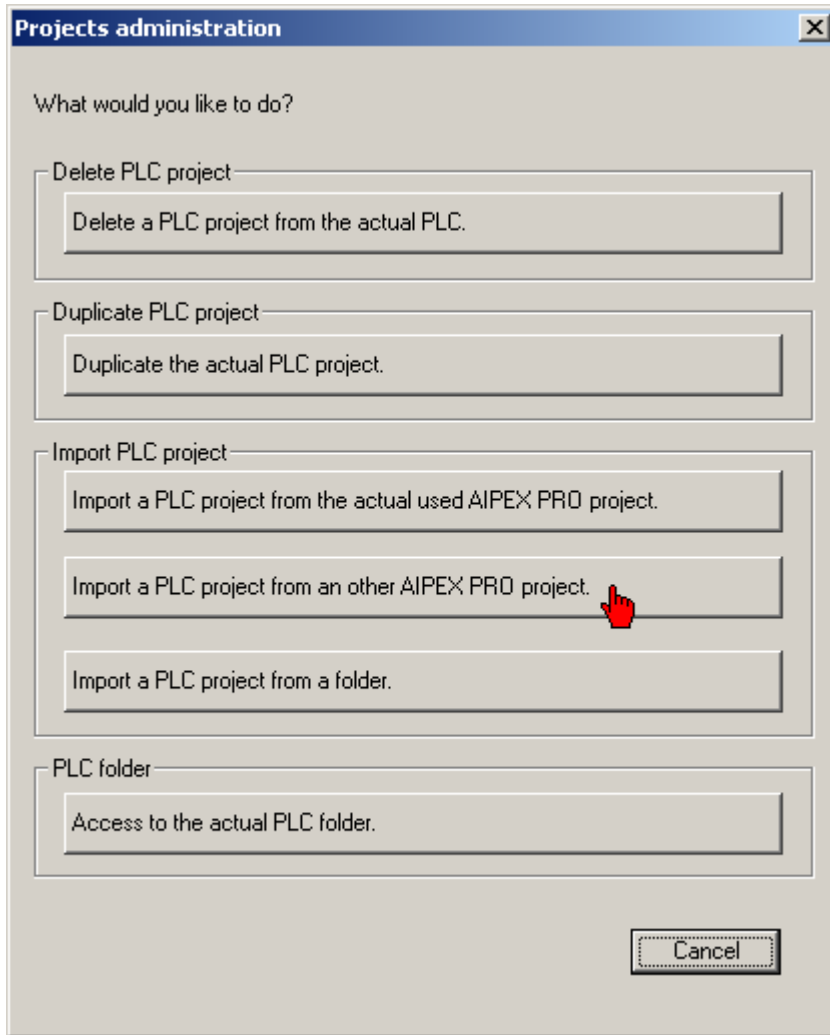 Projects administration
What would you like to do?
Delete PLC project
Delete a PLC project from the actual PLC.
Duplicate PLC project
Duplicate the actual PLC project.
Import PLC project
Import a PLC project from the actual used AIPEX PRO project.
Import a PLC project from an other AIPEX PRO project.
Import a PLC project from a folder.
PLC folder
Access to the actual PLC folder.
Cancel